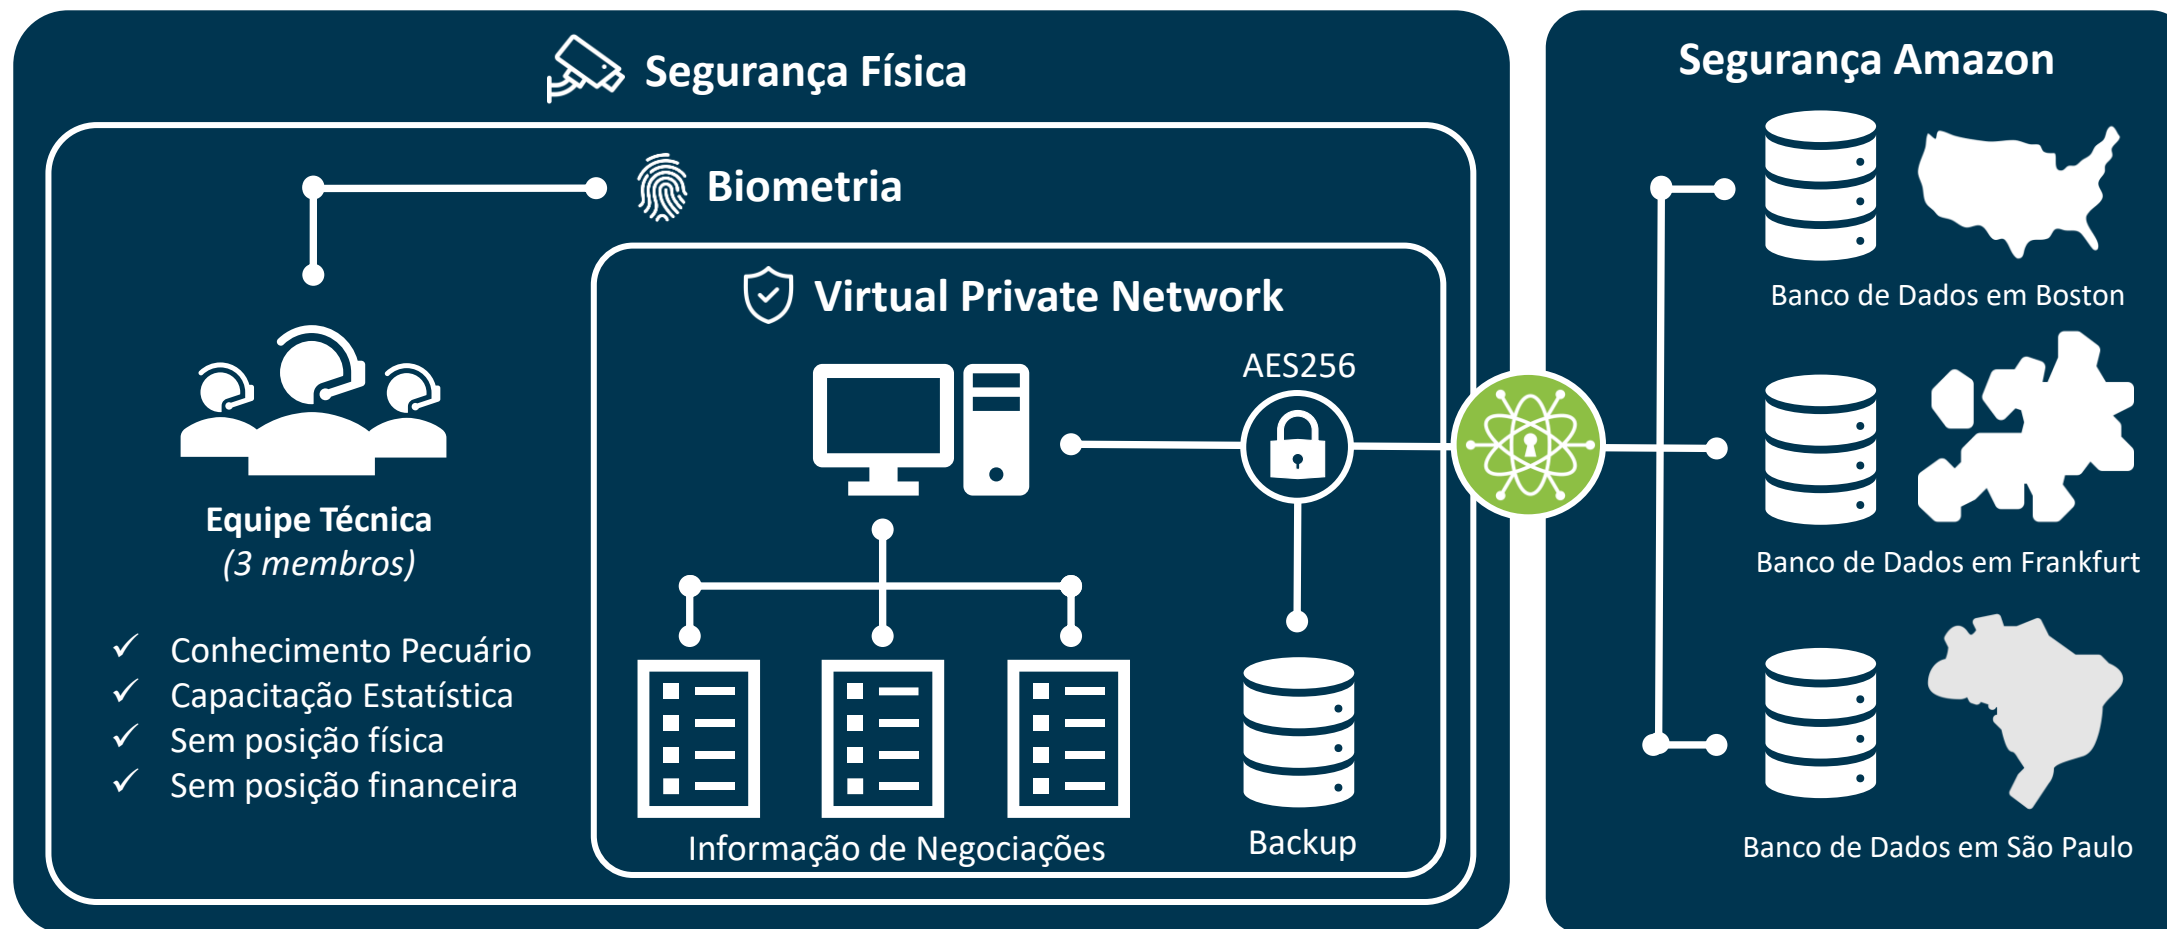 Segurança Física
Biometria
Virtual Private Network
AES256
Equipe Técnica
(3 membros)
✓ Conhecimento Pecuário
✓ Capacitação Estatística
✓ Sem posição física
✓ Sem posição financeira
Informação de Negociações
Backup
Segurança Amazon
Banco de Dados em Boston
Banco de Dados em Frankfurt
Banco de Dados em São Paulo